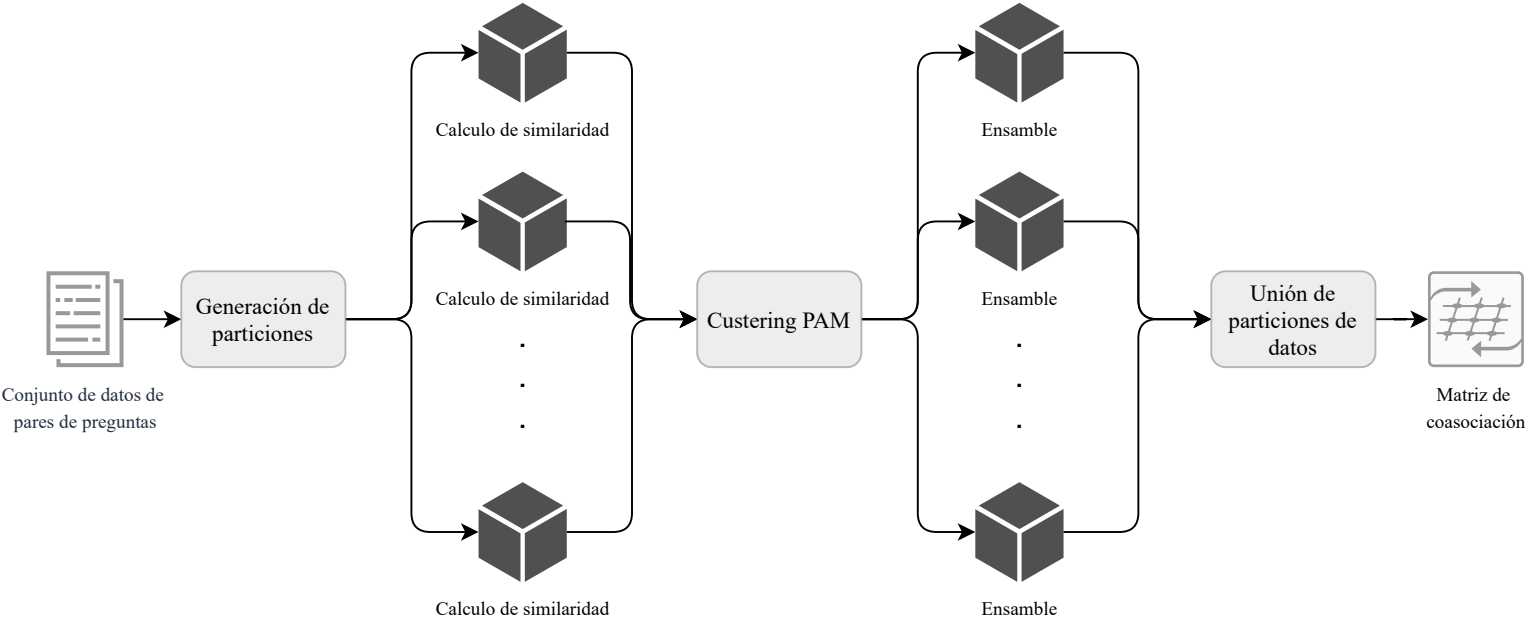 Calculo de similaridad
Ensamble
Calculo de similaridad
Ensamble
Generación de
particiones
Custering PAM
Unión de
particiones de
datos
Conjunto de datos de
pares de preguntas
Matriz de
coasociación
Calculo de similaridad
Ensamble